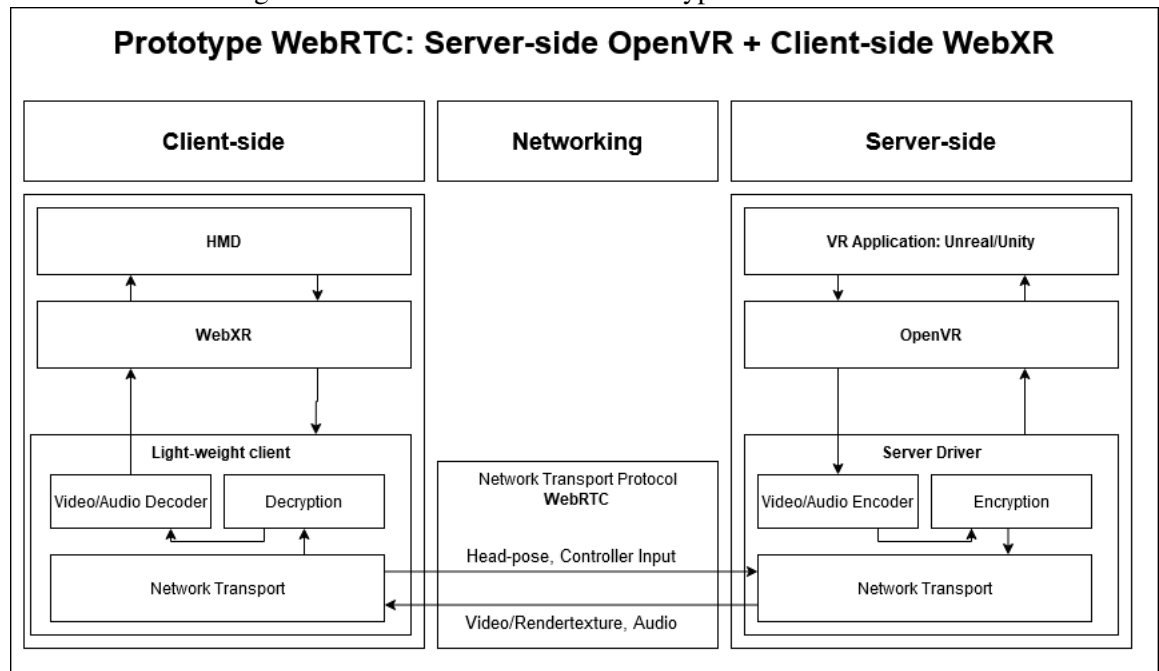 Prototype WebRTC: Server-side OpenVR + Client-side WebXR
Client-side
Networking
Server-side
HMD
WebXR
Light-weight client
Video/Audio Decoder
Decryption
Network Transport
Network Transport Protocol
WebRTC
Head-pose, Controller Input
Video/Rendertexture, Audio
VR Application: Unreal/Unity
OpenVR
Server Driver
Video/Audio Encoder
Encryption
Network Transport